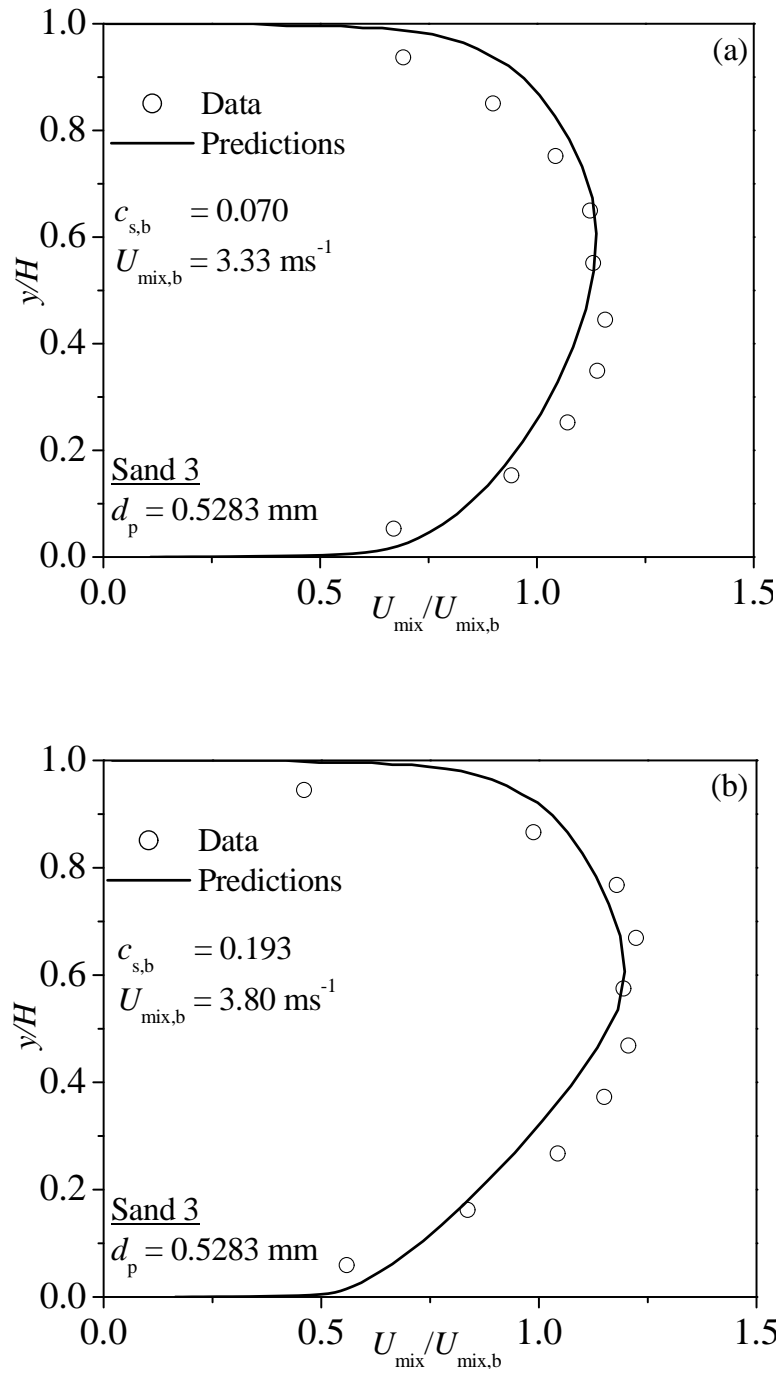 (a)
1.0
0.8
0.6
0.4
0.2
0.0
y/H
Data
Predictions
c_s,b = 0.070
U_mix,b = 3.33 ms^-1
Sand 3
d_p = 0.5283 mm
0.0 0.5 1.0 1.5
U_mix/U_mix,b
(b)
1.0
0.8
0.6
0.4
0.2
0.0
y/H
Data
Predictions
c_s,b = 0.193
U_mix,b = 3.80 ms^-1
Sand 3
d_p = 0.5283 mm
0.0 0.5 1.0 1.5
U_mix/U_mix,b